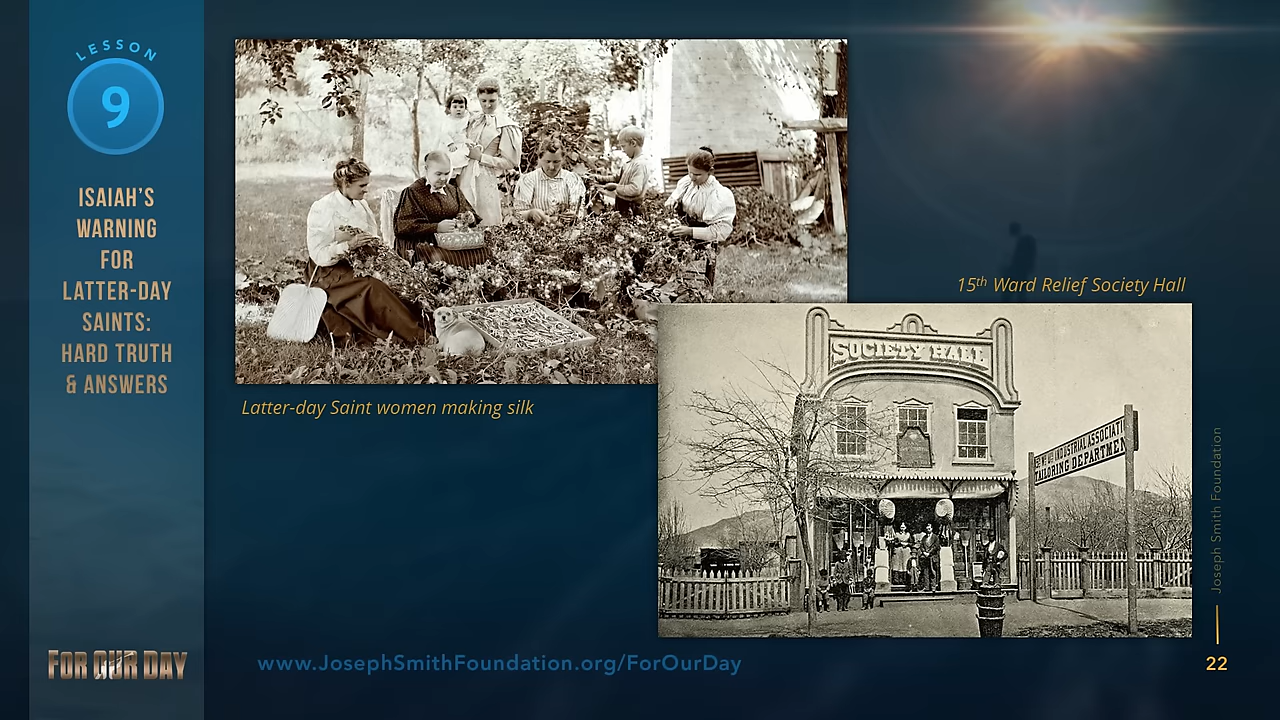 LESSON
9
ISAIAH'S
WARNING
FOR
LATTER-DAY
SAINTS:
HARD TRUTH
& ANSWERS
FOR OUR DAY
Latter-day Saint women making silk
15th Ward Relief Society Hall
SOCIETY HALL
INDUSTRIAL ASSOCIATI
TAILORING DEPARTMEN
www.JosephSmithFoundation.org/ForOurDay
Joseph Smith Foundation
22